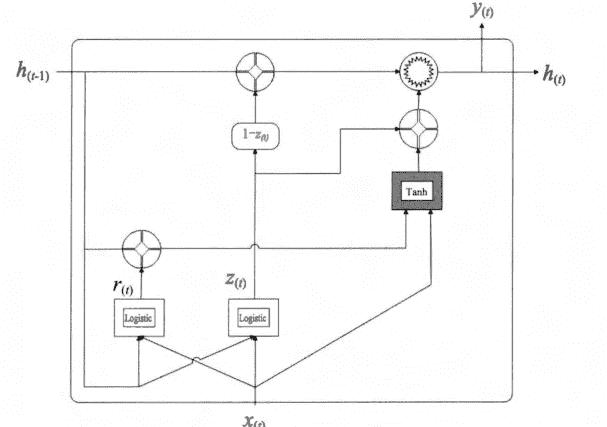 y(t)
h(t-1)
h(t)
1-z(t)
Tanh
r(t)
z(t)
Logistic
Logistic
x(t)